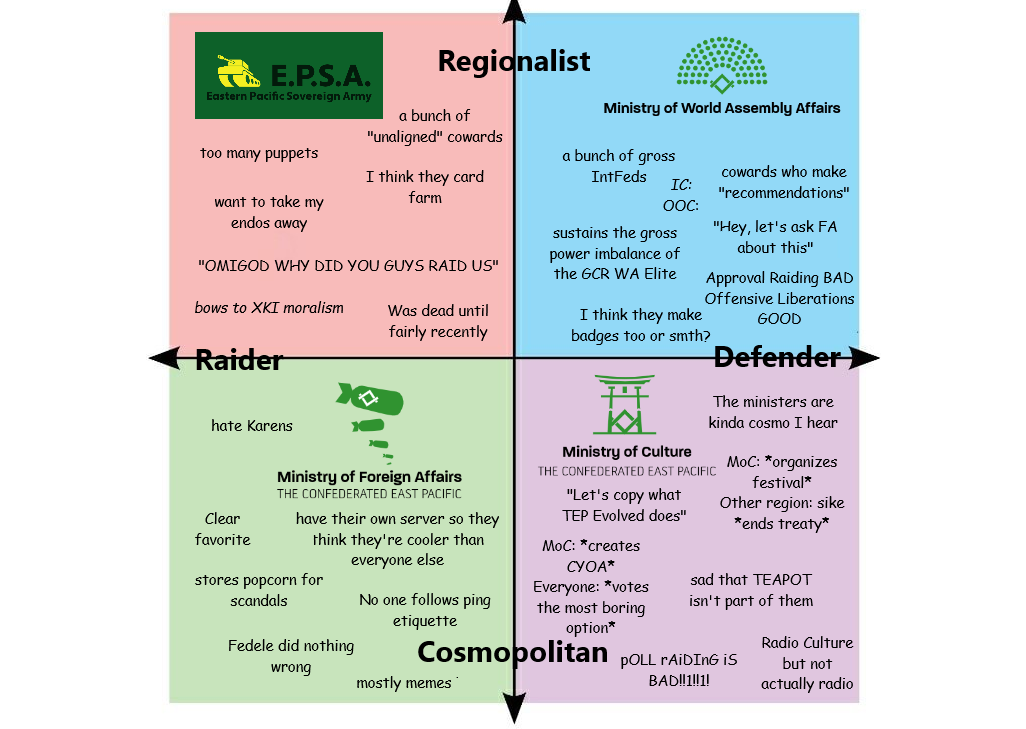 Regionalist
E.P.S.A.
Eastern Pacific Sovereign Army
a bunch of
"unaligned" cowards
too many puppets
I think they card
farm
want to take my
endos away
"OMIGOD WHY DID YOU GUYS RAID US"
bows to XKI moralism
Was dead until
fairly recently
Ministry of World Assembly Affairs
a bunch of gross
IntFeds
IC:
OOC:
cowards who make
"recommendations"
sustains the gross
power imbalance of
the GCR WA Elite
"Hey, let's ask FA
about this"
Approval Raiding BAD
Offensive Liberations
GOOD
I think they make
badges too or smth?
Raider
Defender
hate Karens
Ministry of Foreign Affairs
THE CONFEDERATED EAST PACIFIC
Clear
favorite
have their own server so they
think they're cooler than
everyone else
stores popcorn for
scandals
No one follows ping
etiquette
Fedele did nothing
wrong
mostly memes
Ministry of Culture
THE CONFEDERATED EAST PACIFIC
The ministers are
kinda cosmo I hear
"Let's copy what
TEP Evolved does"
MoC: *organizes
festival*
Other region: sike
*ends treaty*
MoC: *creates
CYOA*
Everyone: *votes
the most boring
option*
sad that TEAPOT
isn't part of them
pOLL rAiDInG iS
BAD!!1!!1!
Radio Culture
but not
actually radio
Cosmopolitan